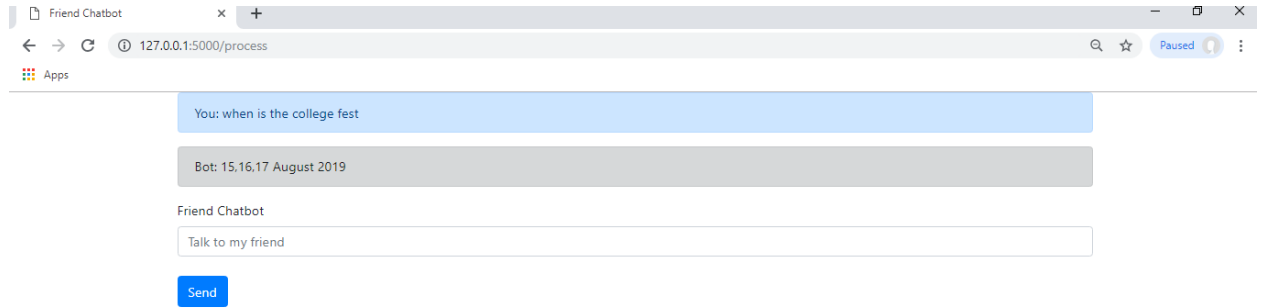 Friend Chatbot
127.0.0.1:5000/process
Paused
Apps
You: when is the college fest
Bot: 15,16,17 August 2019
Friend Chatbot
Talk to my friend
Send